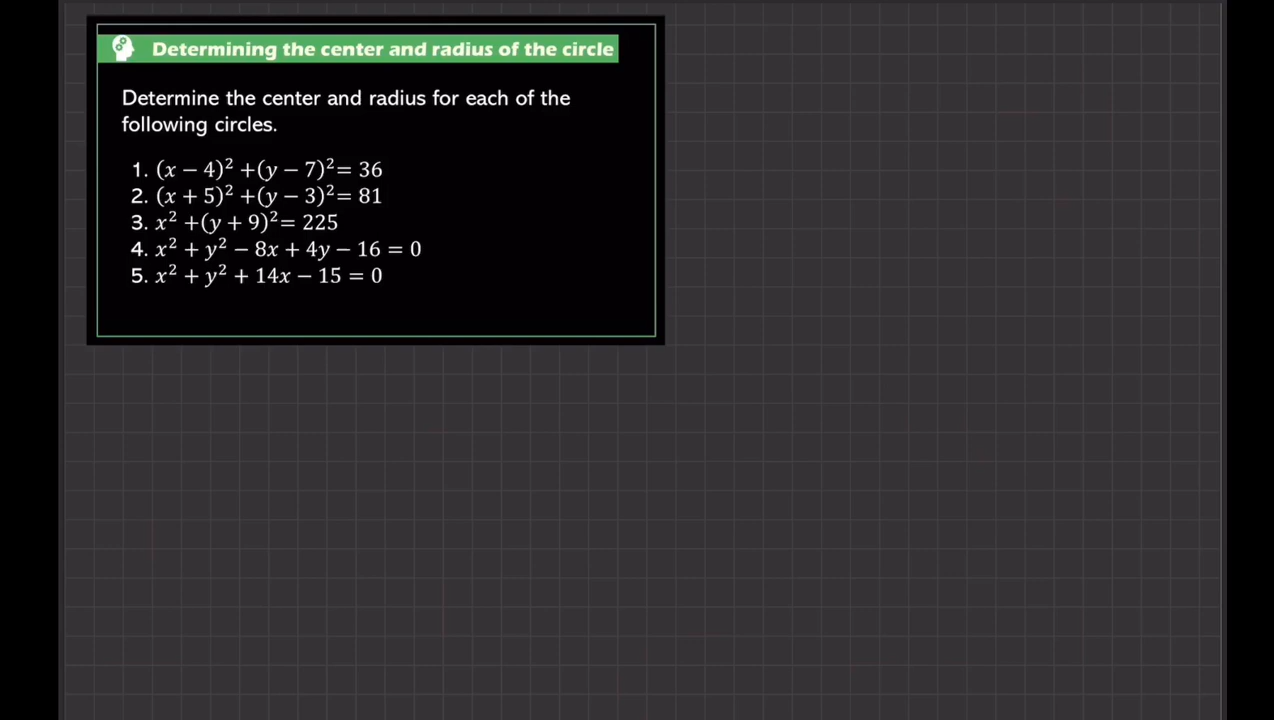 Determining the center and radius of the circle
Determine the center and radius for each of the
following circles.
1. (x − 4)² +(y − 7)²= 36
2. (x + 5)² +(y − 3)²= 81
3. x² +(y + 9)²= 225
4. x² + y² − 8x + 4y − 16 = 0
5. x² + y² + 14x − 15 = 0